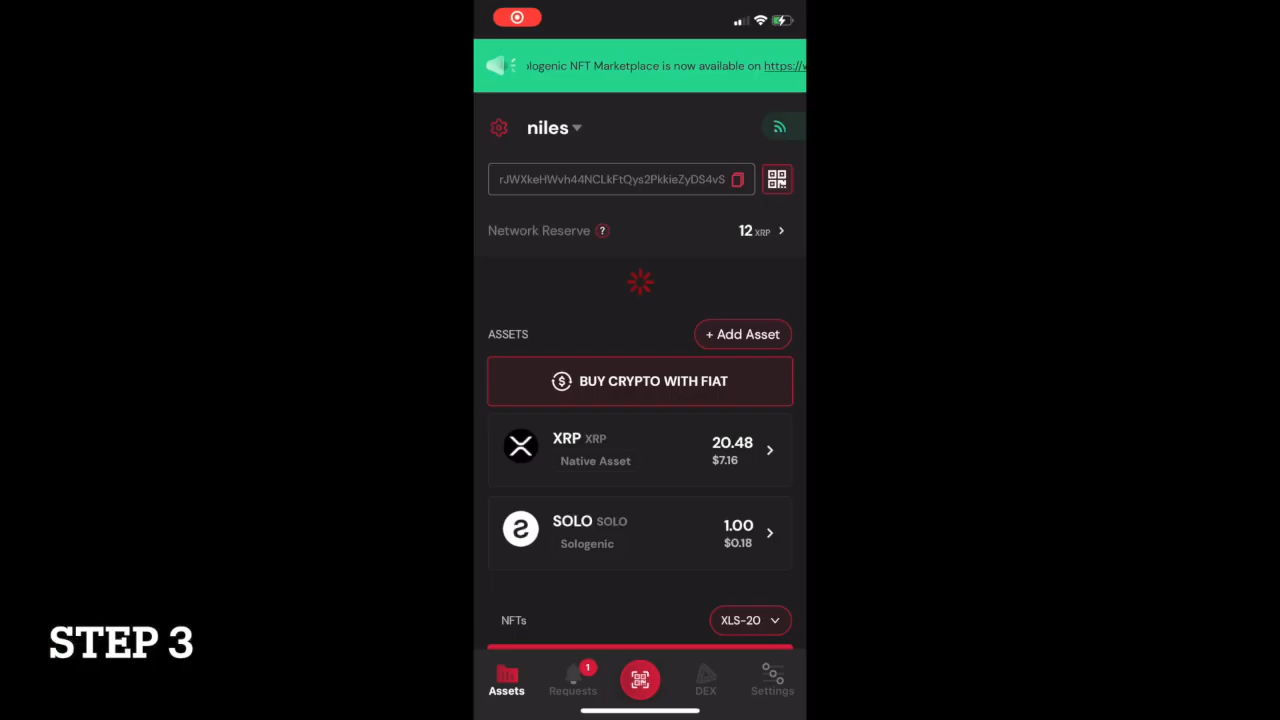 ologenic NFT Marketplace is now available on https://w
niles
rJWXkeHWvh44NCLkFtQys2PkkieZyDS4vS
Network Reserve ? 12 XRP
ASSETS + Add Asset
BUY CRYPTO WITH FIAT
XRP XRP 20.48
Native Asset $7.16
SOLO SOLO 1.00
Sologenic $0.18
NFTs XLS-20
STEP 3
1
Assets Requests DEX Settings